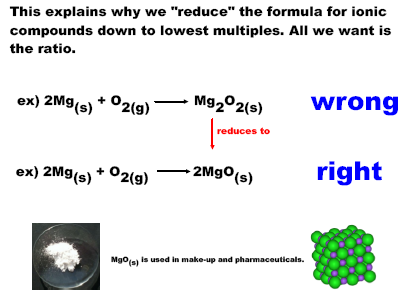 This explains why we "reduce" the formula for ionic
compounds down to lowest multiples. All we want is
the ratio.
ex) 2Mg(s) + O2(g) → Mg2O2(s) wrong
reduces to
ex) 2Mg(s) + O2(g) → 2MgO(s) right
MgO(s) is used in make-up and pharmaceuticals.